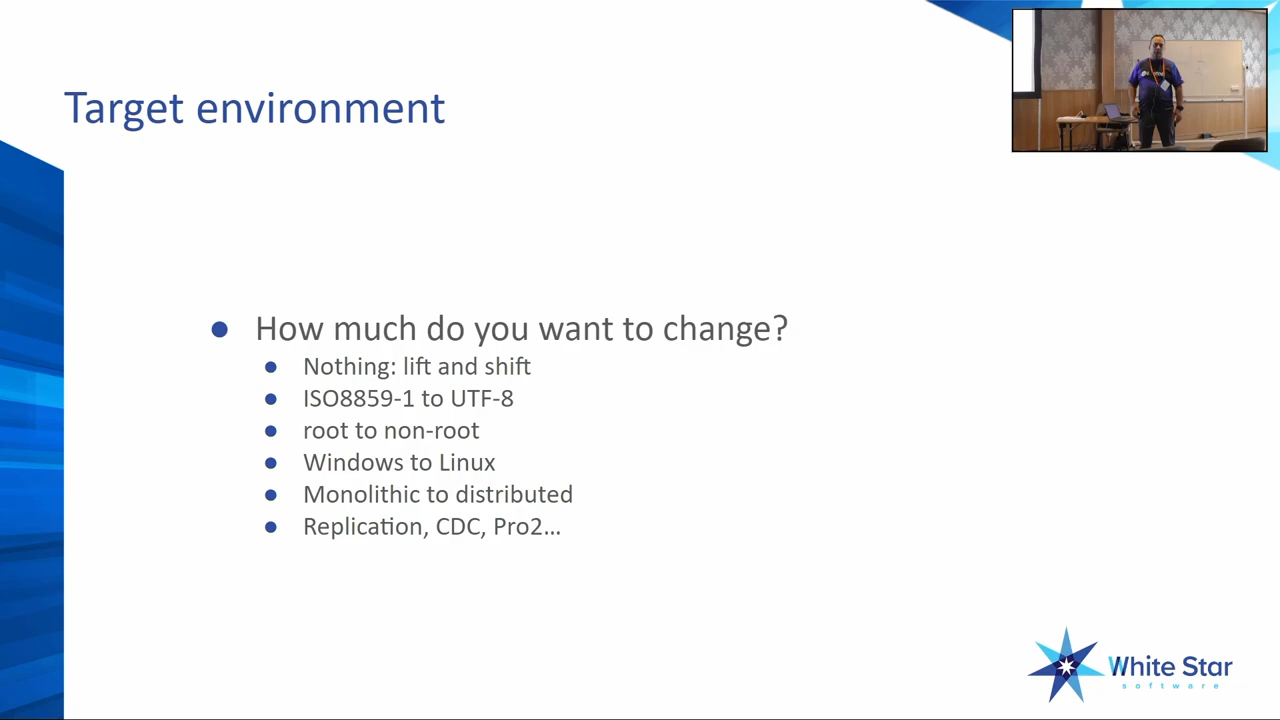 Target environment
How much do you want to change?
Nothing: lift and shift
ISO8859-1 to UTF-8
root to non-root
Windows to Linux
Monolithic to distributed
Replication, CDC, Pro2...
White Star
software